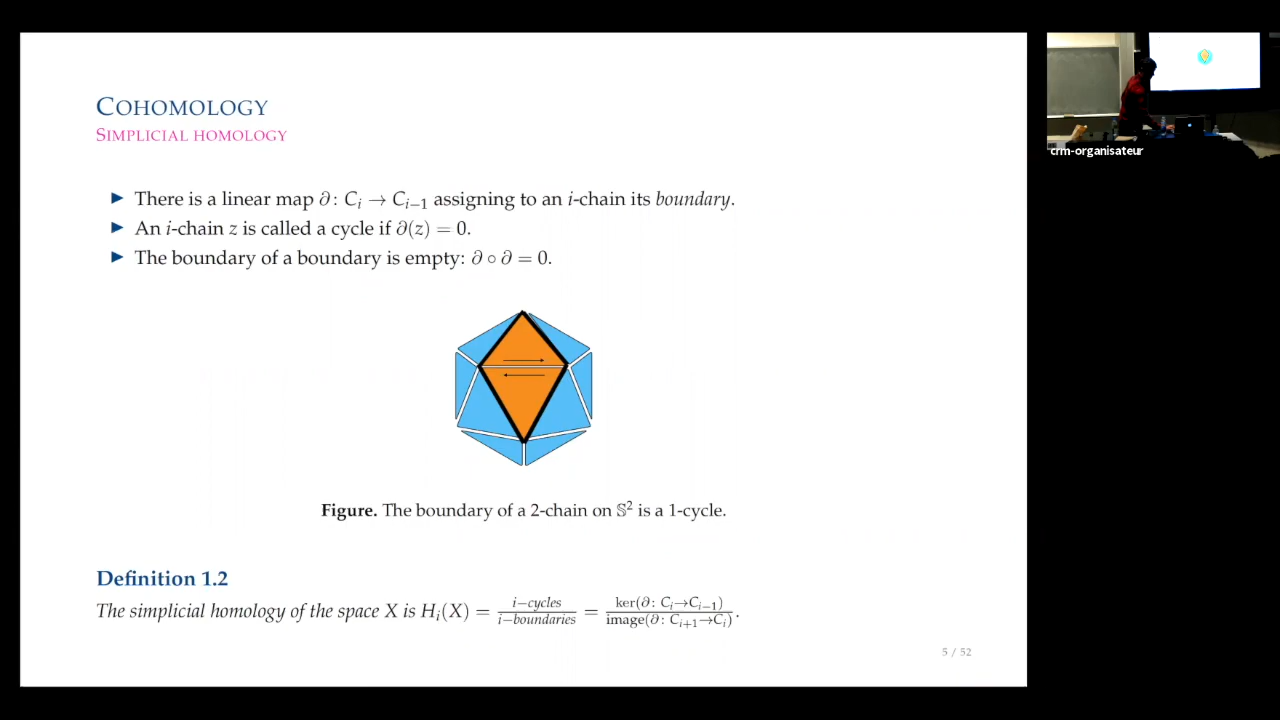 COHOMOLOGY
SIMPLICIAL HOMOLOGY
▶ There is a linear map ∂: C_i → C_{i−1} assigning to an i-chain its boundary.
▶ An i-chain z is called a cycle if ∂(z) = 0.
▶ The boundary of a boundary is empty: ∂ ∘ ∂ = 0.
Figure. The boundary of a 2-chain on 𝕊² is a 1-cycle.
Definition 1.2
The simplicial homology of the space X is H_i(X) = i−cycles / i−boundaries = ker(∂: C_i→C_{i−1}) / image(∂: C_{i+1}→C_i).
5 / 52
crm-organisateur